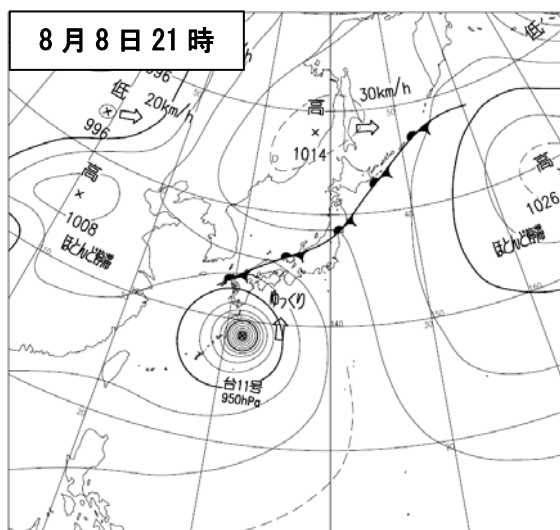 8月8日21時
996
低
20km/h
996
高
1008
ほとんど停滞
高
1014
30km/h
低
高
1026
ほとんど停滞
ゆっくり
台11号
950hPa
140